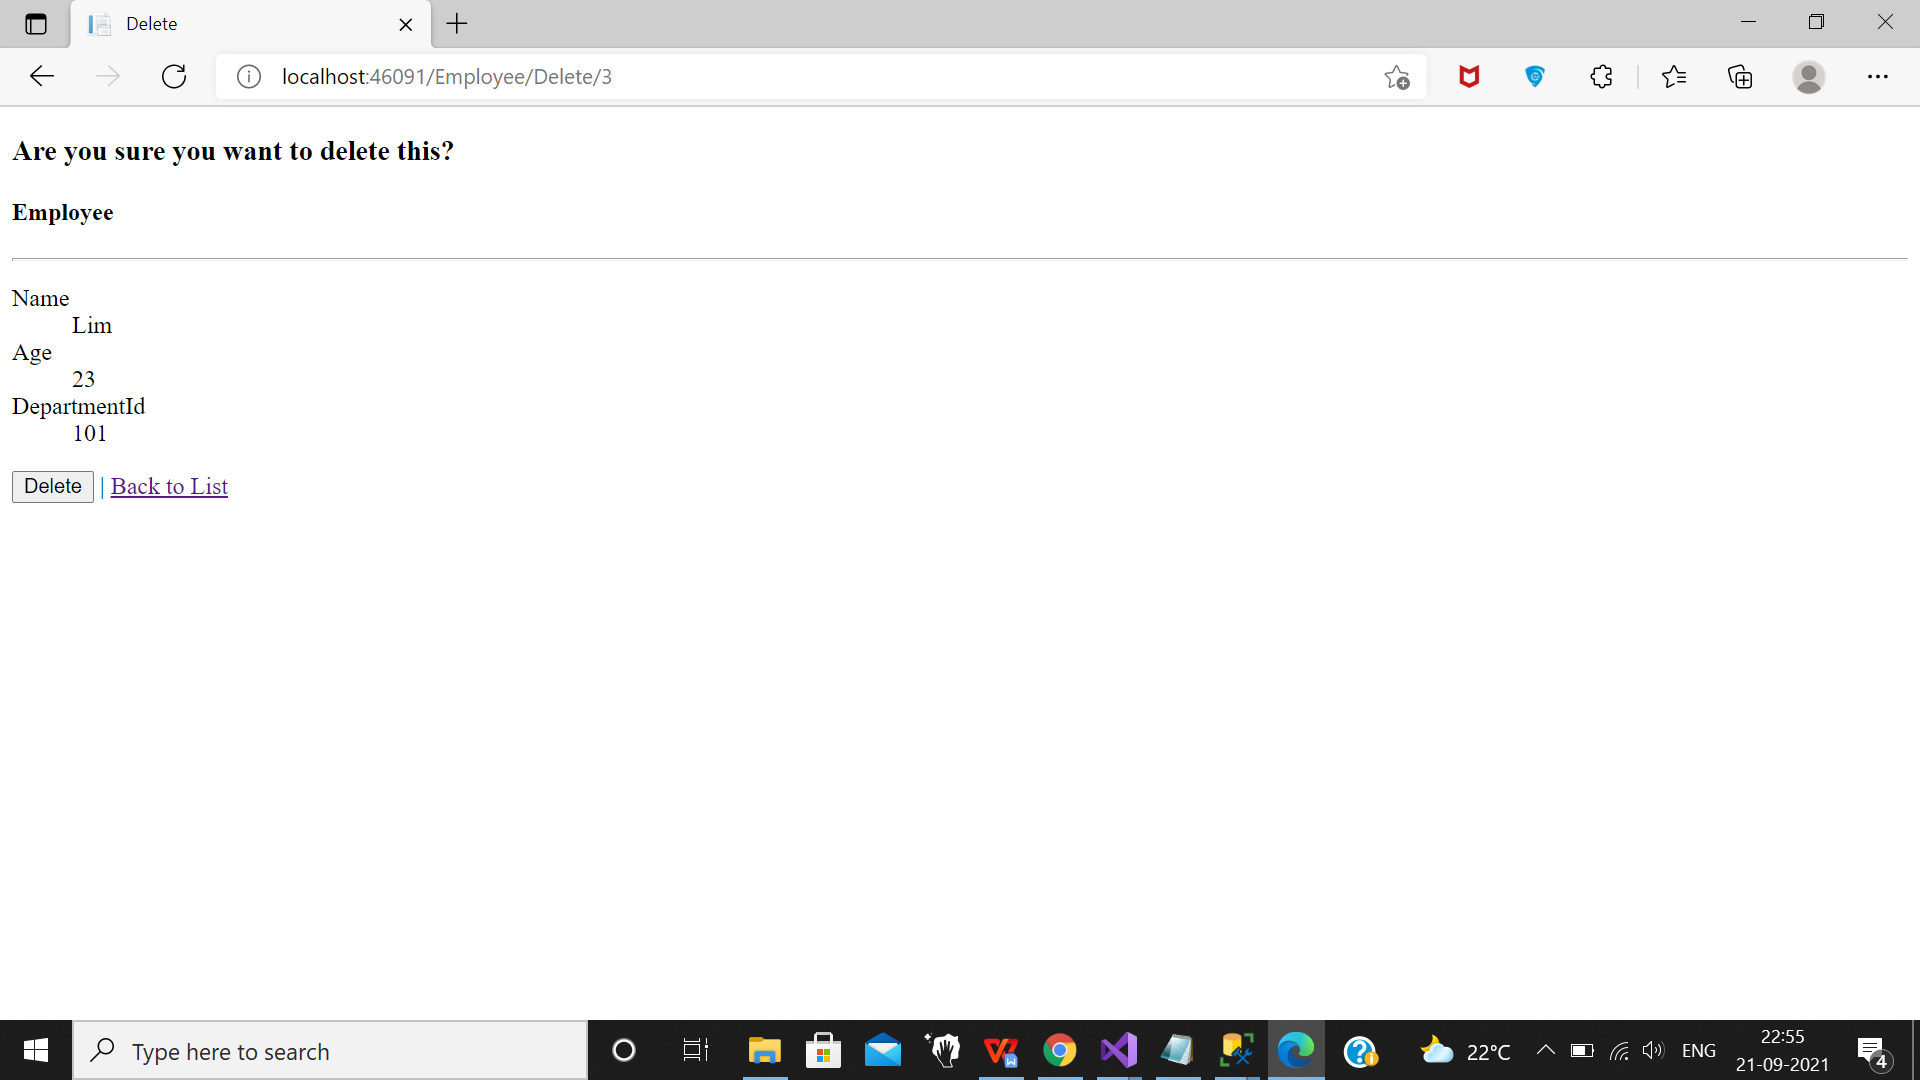 Delete
localhost:46091/Employee/Delete/3
Are you sure you want to delete this?
Employee
Name
Lim
Age
23
DepartmentId
101
Delete | Back to List
Type here to search
22°C
ENG
22:55
21-09-2021
4